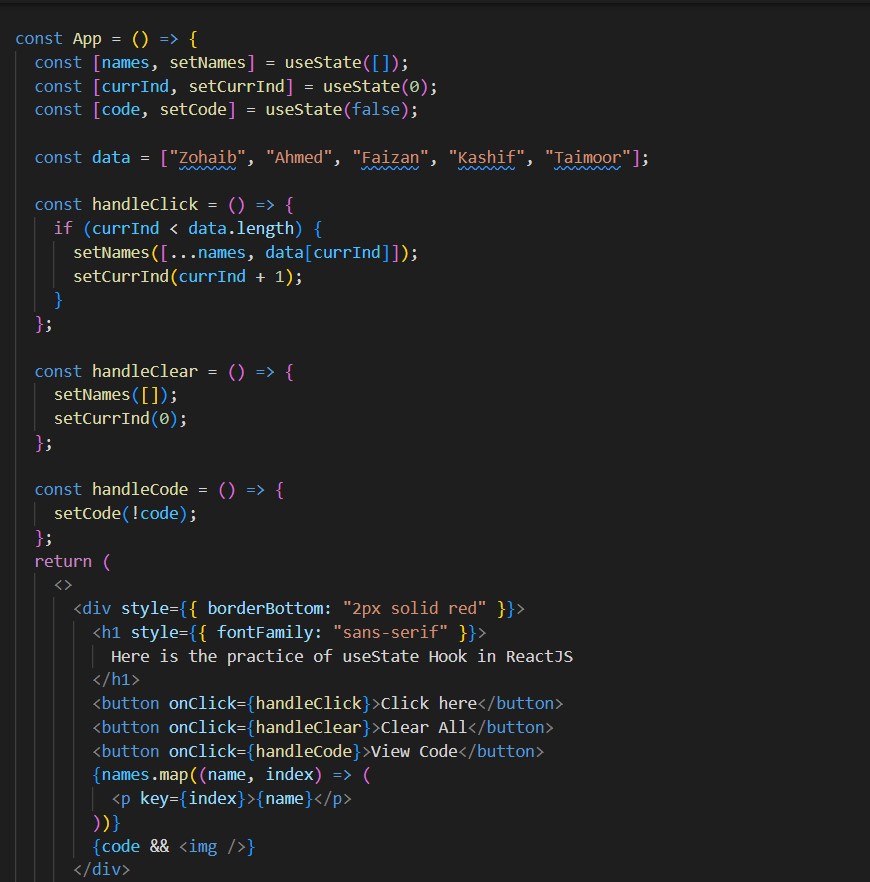 const App = () => {
const [names, setNames] = useState([]);
const [currInd, setCurrInd] = useState(0);
const [code, setCode] = useState(false);
const data = ["Zohaib", "Ahmed", "Faizan", "Kashif", "Taimoor"];
const handleClick = () => {
if (currInd < data.length) {
setNames([...names, data[currInd]]);
setCurrInd(currInd + 1);
}
};
const handleClear = () => {
setNames([]);
setCurrInd(0);
};
const handleCode = () => {
setCode(!code);
};
return (
<>
<div style={{ borderBottom: "2px solid red" }}>
<h1 style={{ fontFamily: "sans-serif" }}>
Here is the practice of useState Hook in ReactJS
</h1>
<button onClick={handleClick}>Click here</button>
<button onClick={handleClear}>Clear All</button>
<button onClick={handleCode}>View Code</button>
{names.map((name, index) => (
<p key={index}>{name}</p>
))}
{code && <img />}
</div>